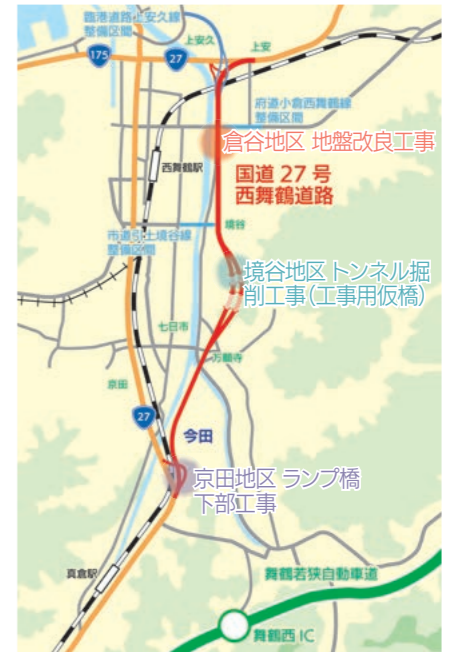 臨港道路上安久線
整備区間
上安久
上安
175
27
府道小倉西舞鶴線
整備区間
倉谷地区 地盤改良工事
西舞鶴駅
国道 27 号
西舞鶴道路
境谷
市道引土境谷線
整備区間
境谷地区 トンネル掘
削工事（工事用仮橋）
七日市
万願寺
京田
27
今田
京田地区 ランプ橋
下部工事
真倉駅
舞鶴若狭自動車道
舞鶴西 IC